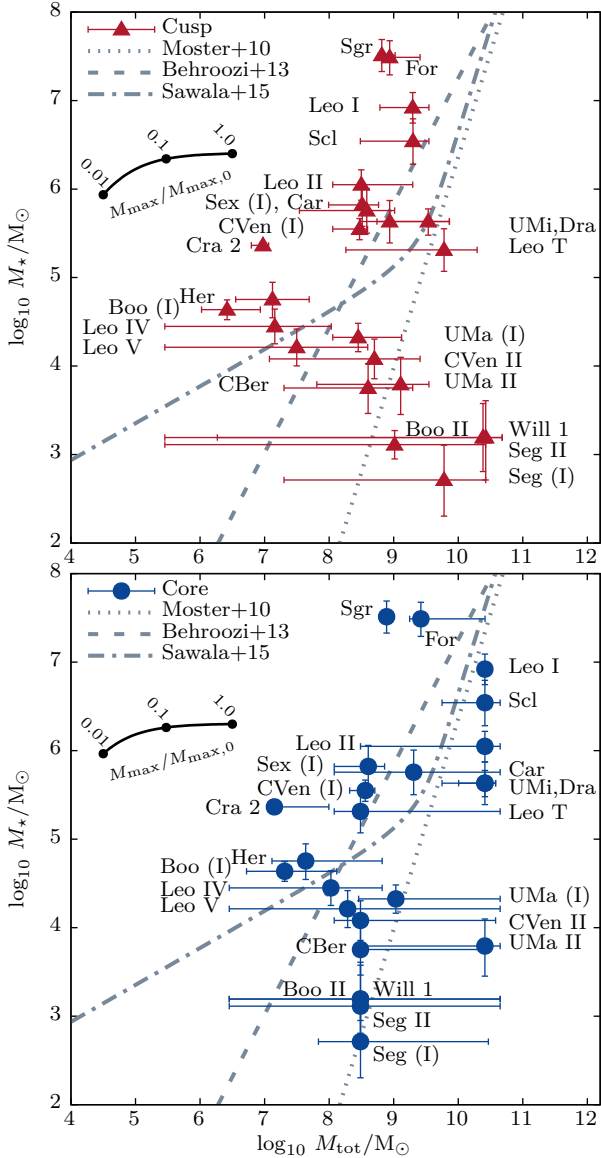 8
Cusp
Moster+10
Behroozi+13
Sawala+15
Sgr
For
7
Leo I
Scl
1.0
0.1
0.01
M_max/M_max,0
6
Leo II
Sex (I), Car
CVen (I)
UMi,Dra
Cra 2
Leo T
log₁₀ M⋆/M⊙
5
Her
Boo (I)
Leo IV
UMa (I)
Leo V
4
CVen II
CBer
UMa II
Boo II
Will 1
3
Seg II
Seg (I)
2
4 5 6 7 8 9 10 11
8
Core
Moster+10
Behroozi+13
Sawala+15
Sgr
For
7
Leo I
Scl
1.0
0.1
0.01
M_max/M_max,0
6
Leo II
Sex (I)
Car
CVen (I)
UMi,Dra
Cra 2
Leo T
log₁₀ M⋆/M⊙
5
Her
Boo (I)
Leo IV
UMa (I)
Leo V
4
CVen II
CBer
UMa II
Boo II
Will 1
3
Seg II
Seg (I)
2
4 5 6 7 8 9 10 11
log₁₀ M_tot/M⊙